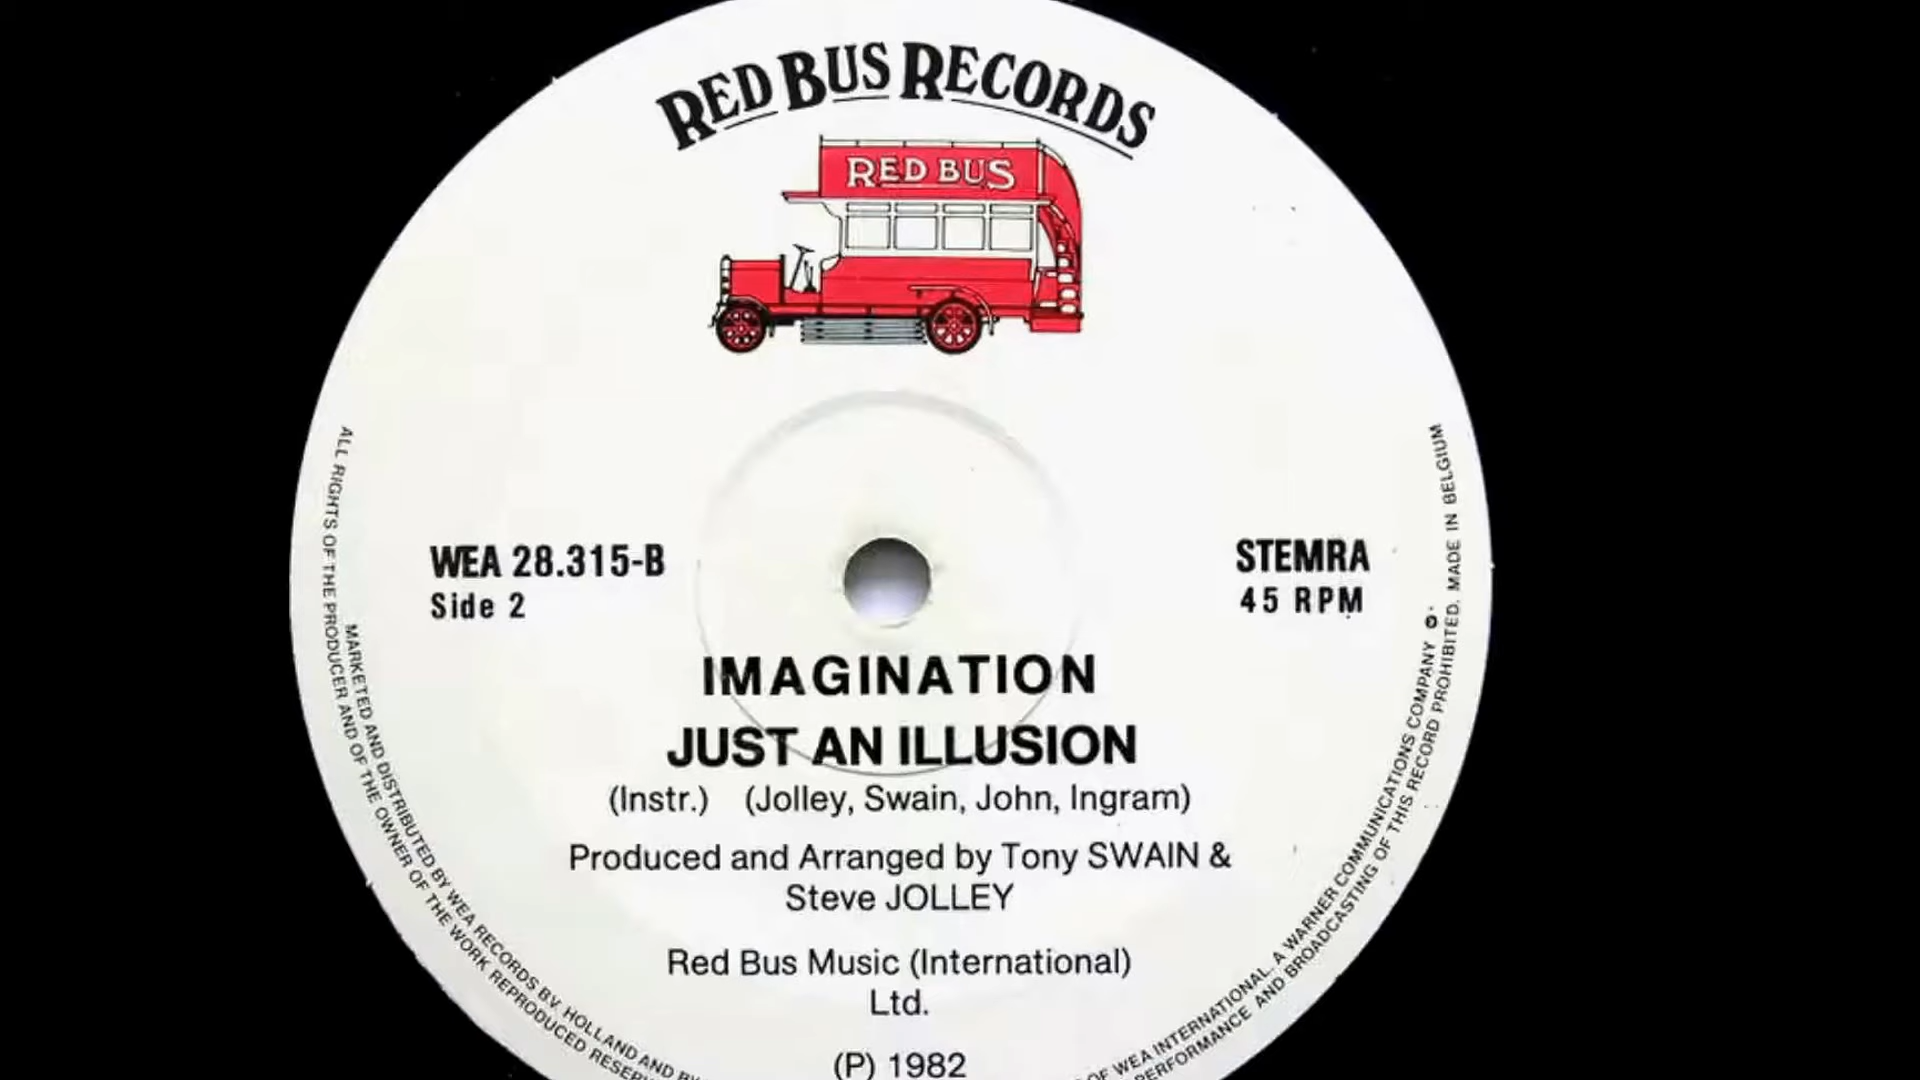 RED BUS RECORDS
RED BUS
WEA 28.315-B
Side 2
STEMRA
45 RPM
IMAGINATION
JUST AN ILLUSION
(Instr.) (Jolley, Swain, John, Ingram)
Produced and Arranged by Tony SWAIN &
Steve JOLLEY
Red Bus Music (International)
Ltd.
(P) 1982
ALL RIGHTS OF THE PRODUCER AND OF THE OWNER OF THE WORK REPRODUCED
PERFORMANCE AND BROADCASTING OF THIS RECORD PROHIBITED. MADE IN BELGIUM
MARKETED AND DISTRIBUTED BY WEA RECORDS B.V. HOLLAND AND
OF WEA INTERNATIONAL. A WARNER COMMUNICATIONS COMPANY